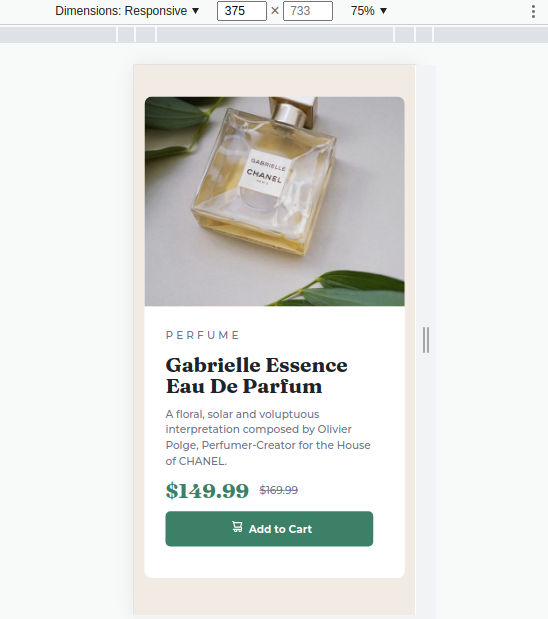 Dimensions: Responsive ▼ 375 × 733 75% ▼
GABRIELLE
CHANEL
PARIS
PERFUME
Gabrielle Essence
Eau De Parfum
A floral, solar and voluptuous
interpretation composed by Olivier
Polge, Perfumer-Creator for the House
of CHANEL.
$149.99 $169.99
Add to Cart